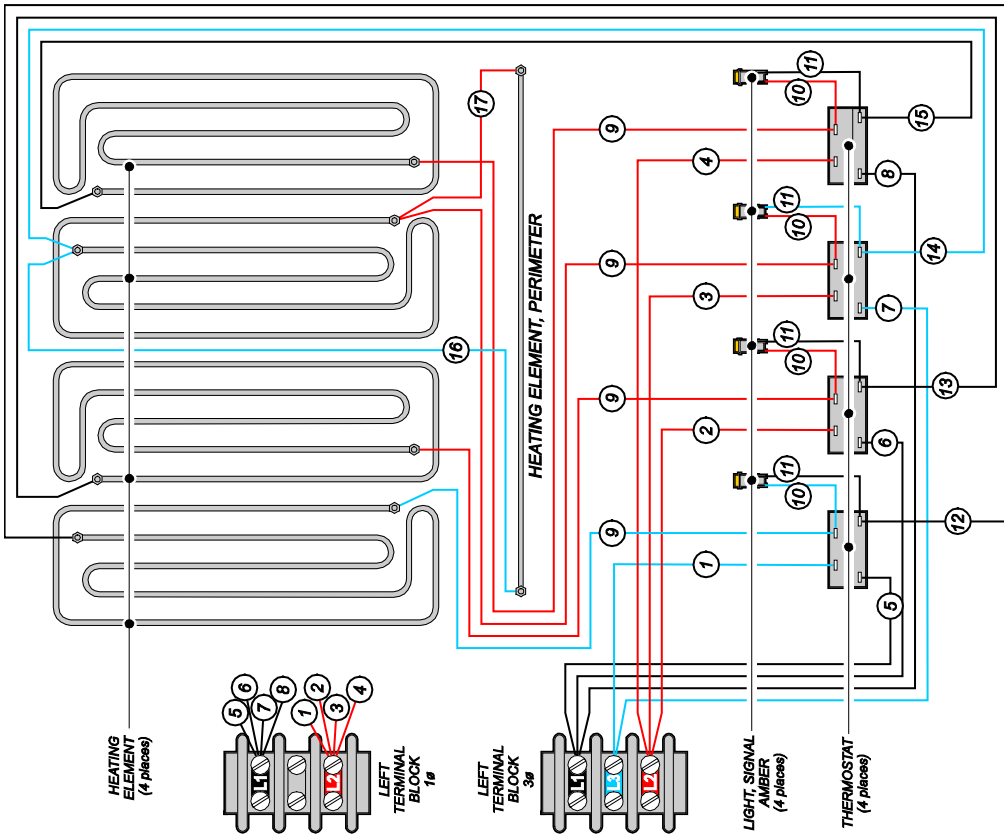 17
11
10
15
9
4
8
11
10
14
9
3
7
16
HEATING ELEMENT, PERIMETER
11
10
13
9
2
6
11
10
12
9
1
5
6
8
5
7
2
4
1
3
HEATING
ELEMENT
(4 places)
L1
L2
LEFT
TERMINAL
BLOCK
1ø
LEFT
TERMINAL
BLOCK
3ø
L1
L3
L2
LIGHT, SIGNAL
AMBER
(4 places)
THERMOSTAT
(4 places)